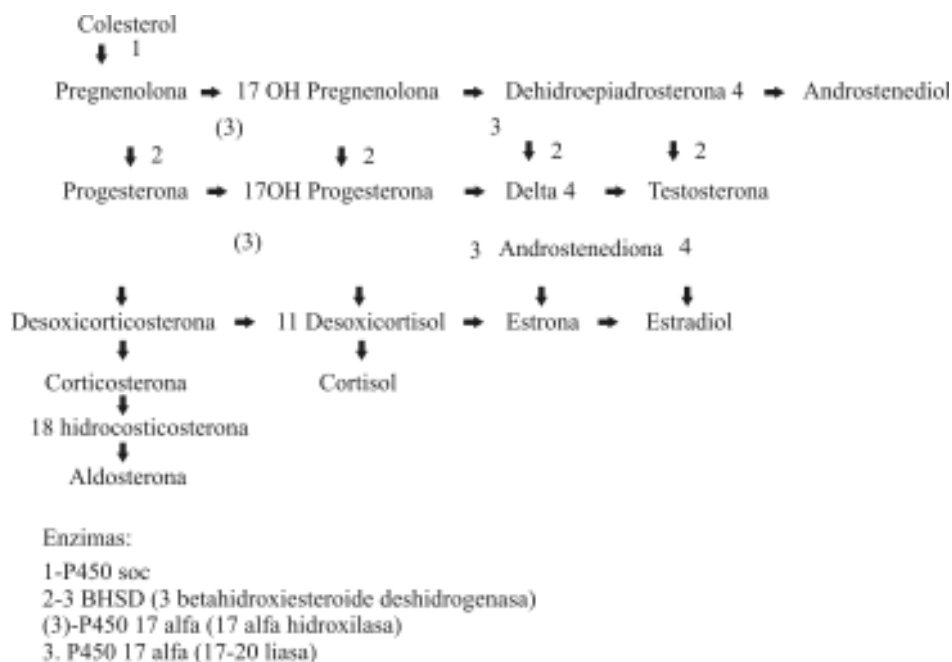 Colesterol
1
Pregnenolona → 17 OH Pregnenolona → Dehidroepiadrosterona 4 → Androstenediol
(3) 3
2 2 2 2
Progesterona → 17OH Progesterona → Delta 4 → Testosterona
(3) 3 Androstenediona 4
Desoxicorticosterona → 11 Desoxicortisol → Estrona → Estradiol
Corticosterona Cortisol
18 hidrocosticosterona
Aldosterona
Enzimas:
1-P450 soc
2-3 BHSD (3 betahidroxiesteroide deshidrogenasa)
(3)-P450 17 alfa (17 alfa hidroxilasa)
3. P450 17 alfa (17-20 liasa)